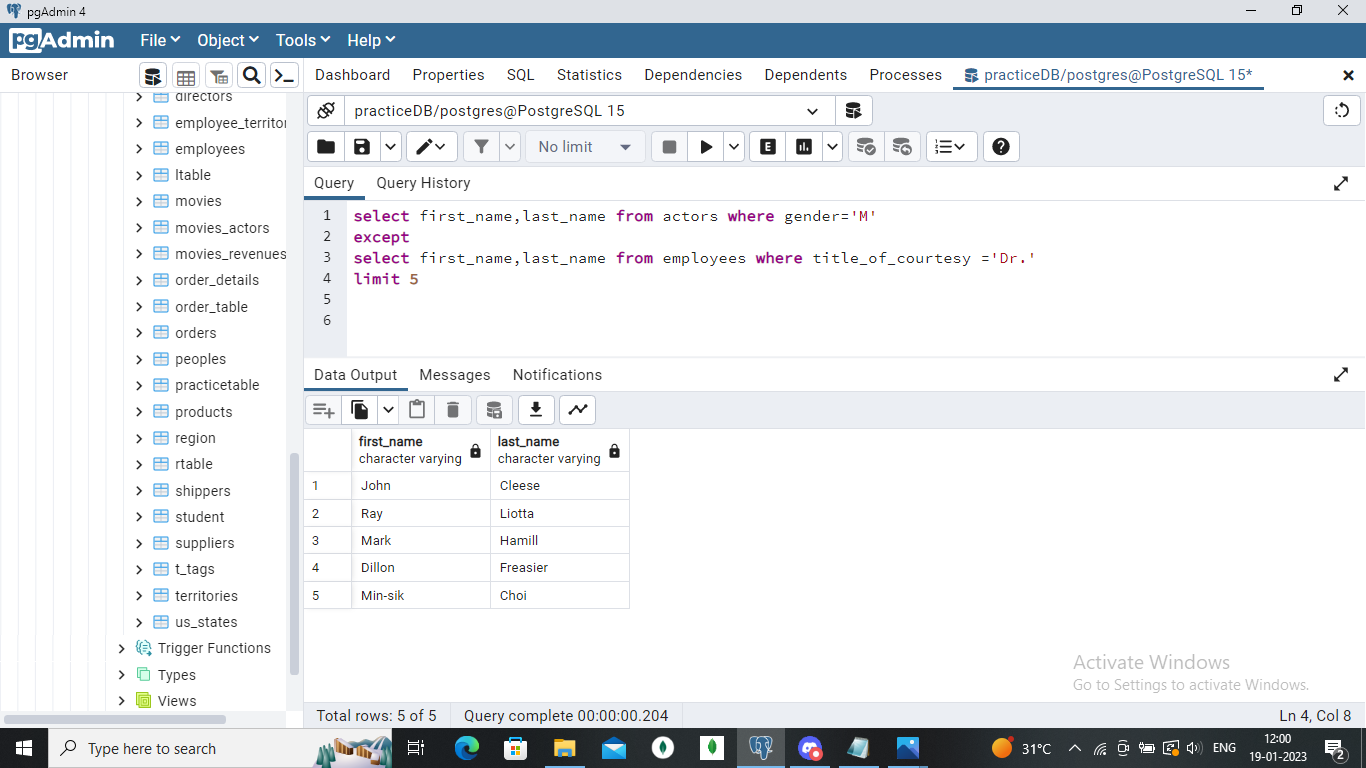 pgAdmin 4
pgAdmin File Object Tools Help
Browser
Dashboard Properties SQL Statistics Dependencies Dependents Processes practiceDB/postgres@PostgreSQL 15*
directors
employee_territo
employees
ltable
movies
movies_actors
movies_revenues
order_details
order_table
orders
peoples
practicetable
products
region
rtable
shippers
student
suppliers
t_tags
territories
us_states
Trigger Functions
Types
Views
practiceDB/postgres@PostgreSQL 15
No limit
E
Query Query History
1 select first_name,last_name from actors where gender='M'
2 except
3 select first_name,last_name from employees where title_of_courtesy ='Dr.'
4 limit 5
5
6
Data Output Messages Notifications
first_name last_name
character varying character varying
1 John Cleese
2 Ray Liotta
3 Mark Hamill
4 Dillon Freasier
5 Min-sik Choi
Activate Windows
Go to Settings to activate Windows.
Total rows: 5 of 5 Query complete 00:00:00.204 Ln 4, Col 8
Type here to search 31°C ENG 12:00
19-01-2023 2